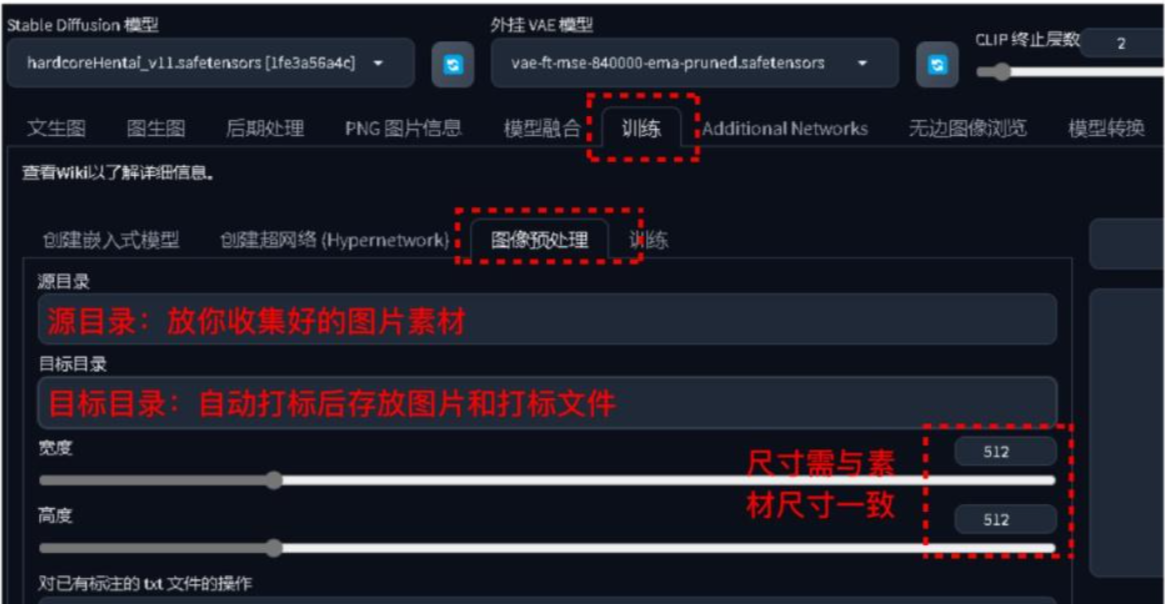 Stable Diffusion 模型
外挂 VAE 模型
CLIP 终止层数
2
hardcoreHentai_v11.safetensors [1fe3a56a4c]
vae-ft-mse-840000-ema-pruned.safetensors
文生图 图生图 后期处理 PNG 图片信息 模型融合 训练 Additional Networks 无边图像浏览 模型转换
查看Wiki以了解详细信息。
创建嵌入式模型 创建超网络 (Hypernetwork) 图像预处理 训练
源目录
源目录：放你收集好的图片素材
目标目录
目标目录：自动打标后存放图片和打标文件
宽度
512
尺寸需与素
材尺寸一致
高度
512
对已有标注的 txt 文件的操作